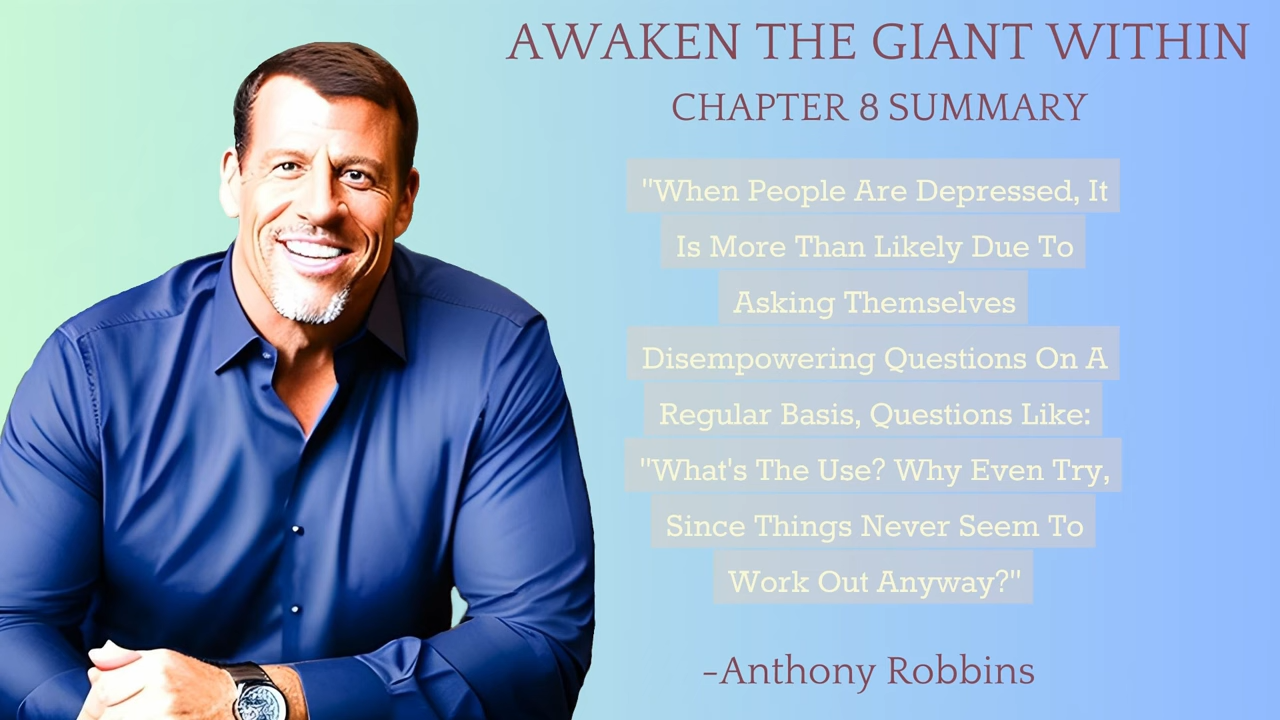 AWAKEN THE GIANT WITHIN
CHAPTER 8 SUMMARY
"When People Are Depressed, It
Is More Than Likely Due To
Asking Themselves
Disempowering Questions On A
Regular Basis, Questions Like:
"What's The Use? Why Even Try,
Since Things Never Seem To
Work Out Anyway?"
-Anthony Robbins